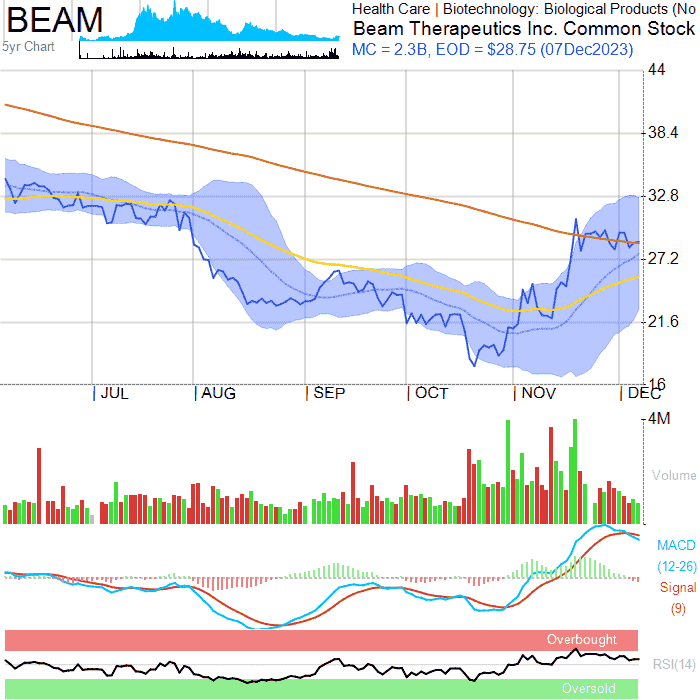 BEAM
5yr Chart
Health Care | Biotechnology: Biological Products (No
Beam Therapeutics Inc. Common Stock
MC = 2.3B, EOD = $28.75 (07Dec2023)
44
38.4
32.8
27.2
21.6
16
JUL AUG SEP OCT NOV DEC
4M
Volume
MACD
(12-26)
Signal
(9)
Overbought
RSI(14)
Oversold